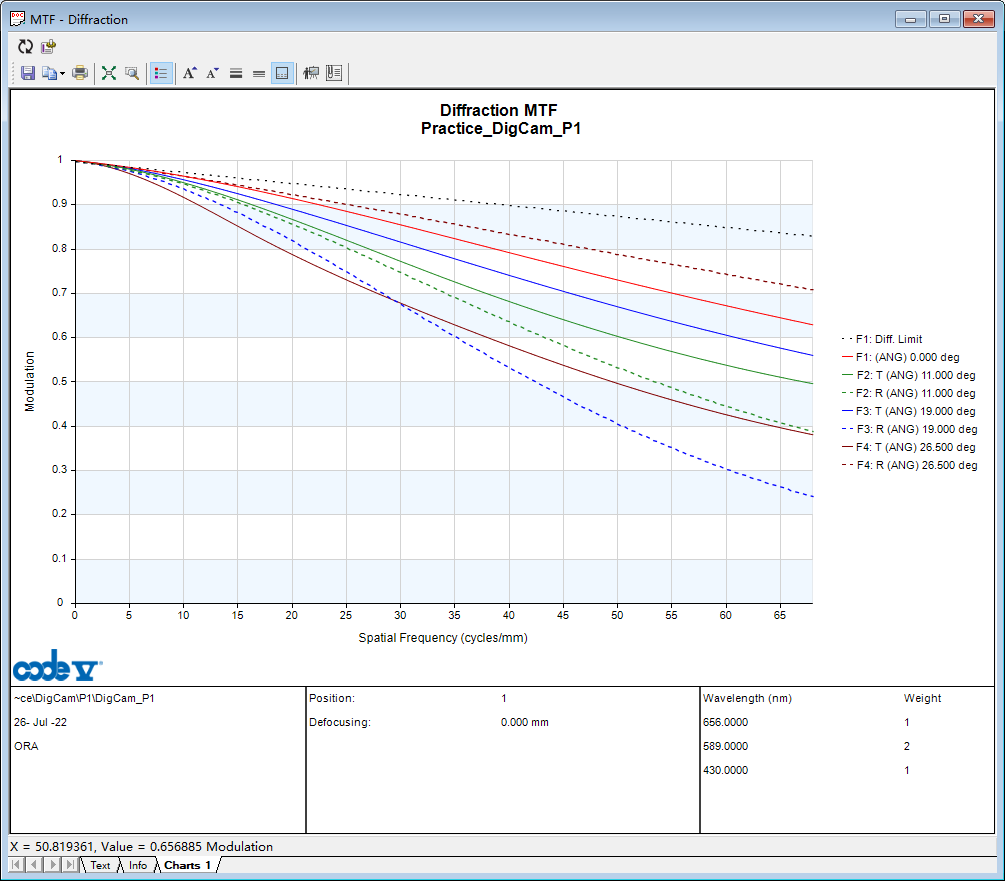 MTF - Diffraction
Diffraction MTF
Practice_DigCam_P1
1
0.9
0.8
0.7
0.6
0.5
0.4
0.3
0.2
0.1
0
Modulation
0 5 10 15 20 25 30 35 40 45 50 55 60 65
Spatial Frequency (cycles/mm)
F1: Diff. Limit
F1: (ANG) 0.000 deg
F2: T (ANG) 11.000 deg
F2: R (ANG) 11.000 deg
F3: T (ANG) 19.000 deg
F3: R (ANG) 19.000 deg
F4: T (ANG) 26.500 deg
F4: R (ANG) 26.500 deg
code V
~ce\DigCam\P1\DigCam_P1
26- Jul -22
ORA
Position: 1
Defocusing: 0.000 mm
Wavelength (nm) Weight
656.0000 1
589.0000 2
430.0000 1
X = 50.819361, Value = 0.656885 Modulation
Text Info Charts 1